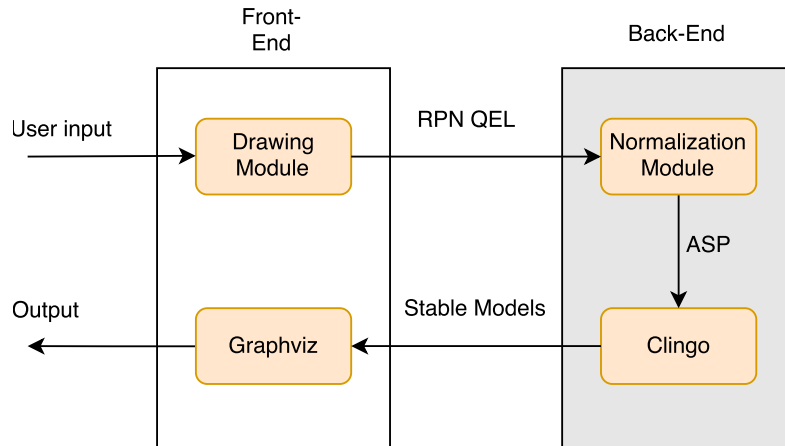 Front-
End
Back-End
User input
Drawing
Module
RPN QEL
Normalization
Module
ASP
Output
Graphviz
Stable Models
Clingo